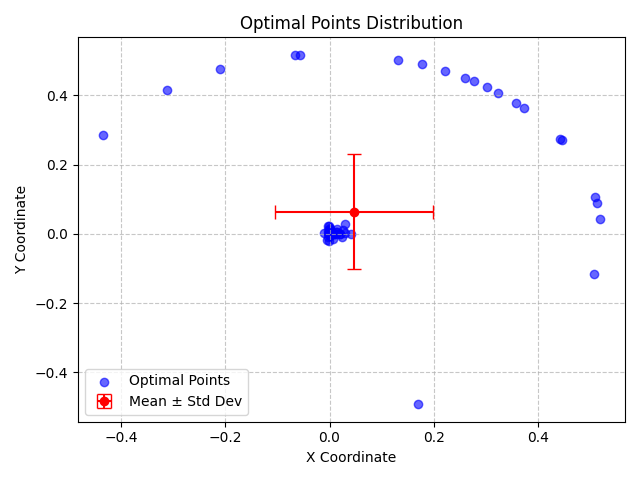 Optimal Points Distribution
Y Coordinate
0.4
0.2
0.0
−0.2
−0.4
Optimal Points
Mean ± Std Dev
−0.4 −0.2 0.0 0.2 0.4
X Coordinate